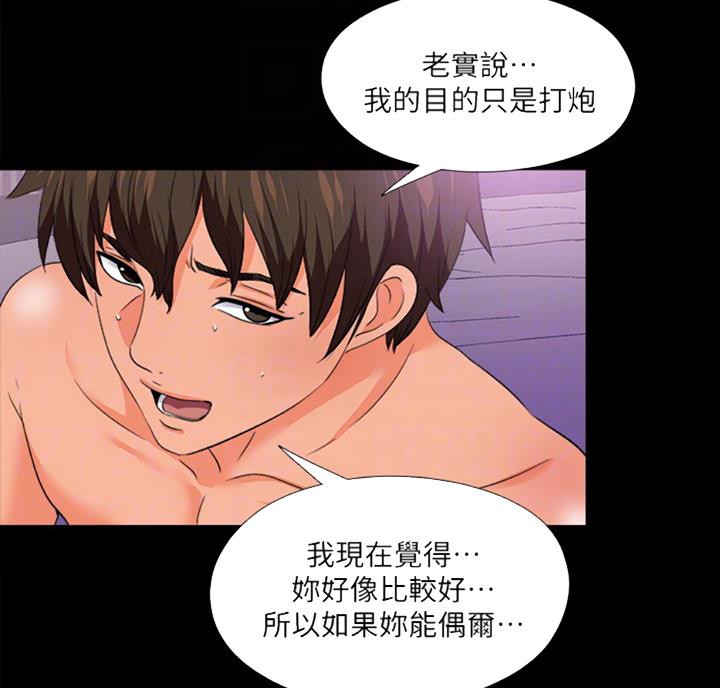 老實說⋯
我的目的只是打炮
我現在覺得⋯
妳好像比較好⋯
所以如果妳能偶爾⋯